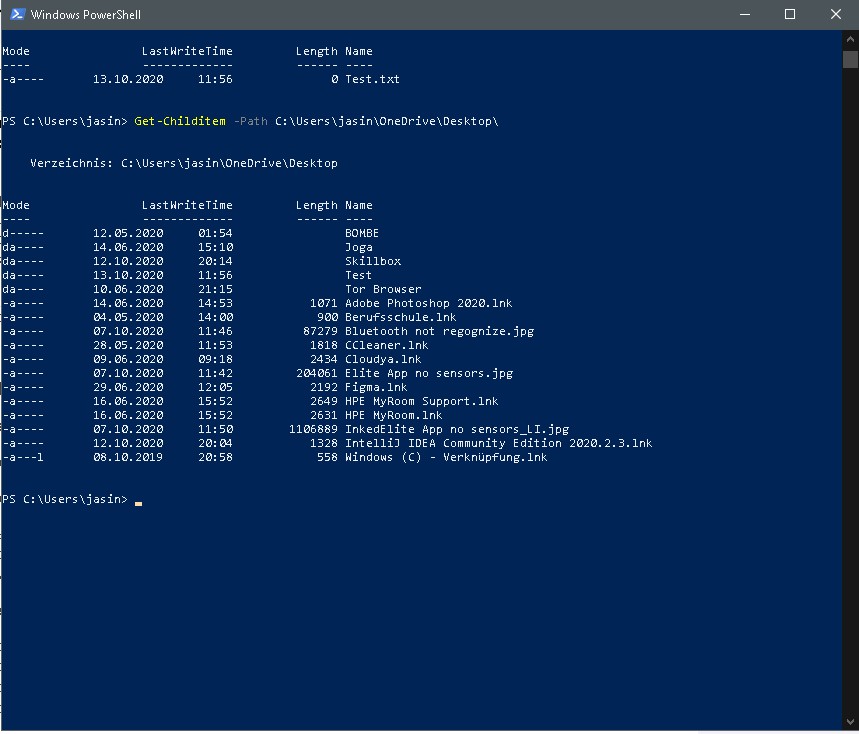 Windows PowerShell
Mode                LastWriteTime         Length Name
----                -------------         ------ ----
-a----       13.10.2020     11:56              0 Test.txt
PS C:\Users\jasin> Get-Childitem -Path C:\Users\jasin\OneDrive\Desktop\
    Verzeichnis: C:\Users\jasin\OneDrive\Desktop
Mode                LastWriteTime         Length Name
----                -------------         ------ ----
d-----       12.05.2020     01:54                BOMBE
da----       14.06.2020     15:10                Joga
da----       12.10.2020     20:14                Skillbox
da----       13.10.2020     11:56                Test
da----       10.06.2020     21:15                Tor Browser
-a----       14.06.2020     14:53           1071 Adobe Photoshop 2020.lnk
-a----       04.05.2020     14:00            900 Berufsschule.lnk
-a----       07.10.2020     11:46          87279 Bluetooth not regognize.jpg
-a----       28.05.2020     11:53           1818 CCleaner.lnk
-a----       09.06.2020     09:18           2434 Cloudya.lnk
-a----       07.10.2020     11:42         204061 Elite App no sensors.jpg
-a----       29.06.2020     12:05           2192 Figma.lnk
-a----       16.06.2020     15:52           2649 HPE MyRoom Support.lnk
-a----       16.06.2020     15:52           2631 HPE MyRoom.lnk
-a----       07.10.2020     11:50        1106889 InkedElite App no sensors_LI.jpg
-a----       12.10.2020     20:04           1328 IntelliJ IDEA Community Edition 2020.2.3.lnk
-a---l       08.10.2019     20:58            558 Windows (C) - Verknüpfung.lnk
PS C:\Users\jasin>